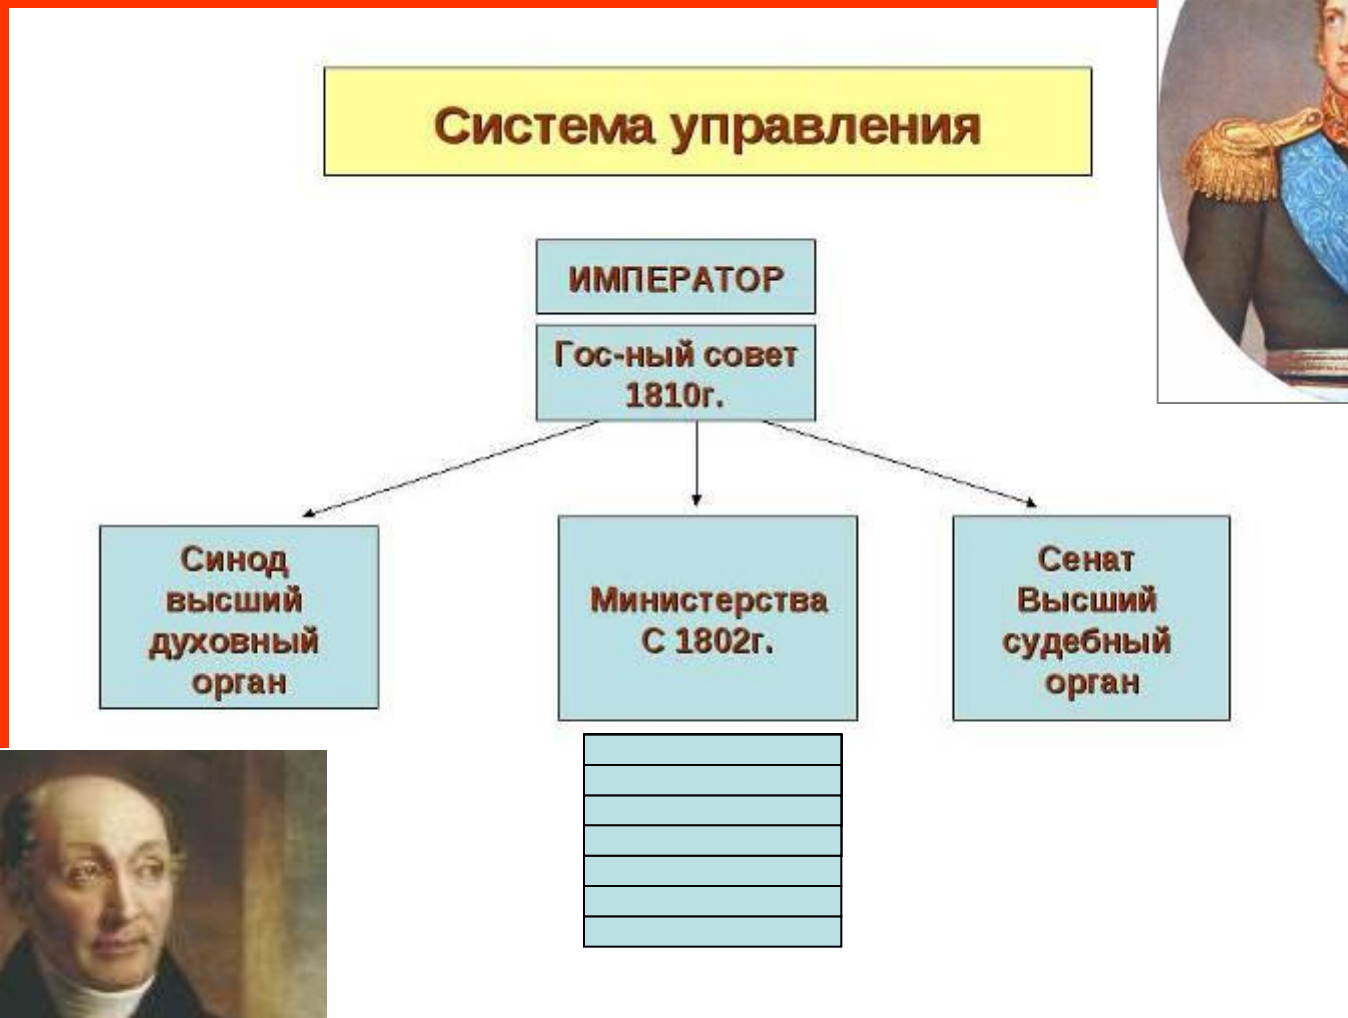 Система управления
ИМПЕРАТОР
Гос-ный совет
1810г.
Синод
высший
духовный
орган
Министерства
С 1802г.
Сенат
Высший
судебный
орган